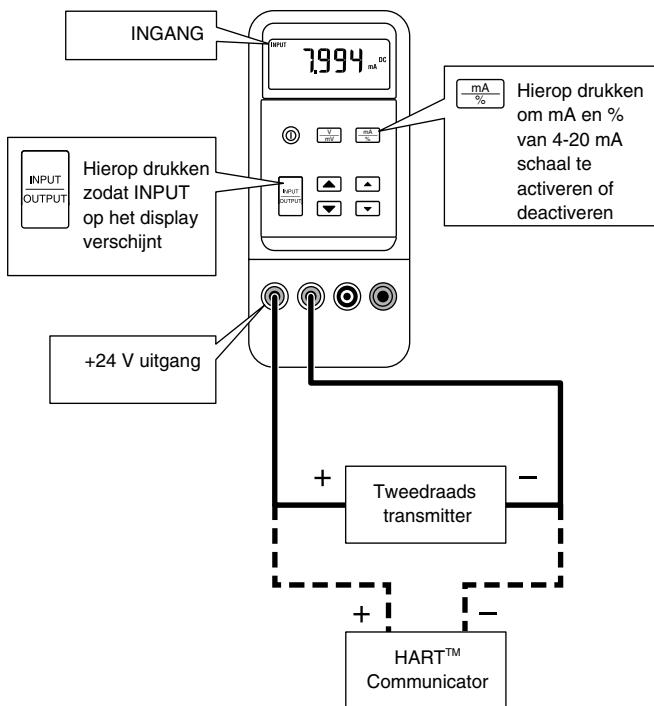 INGANG
INPUT
7.994 mA DC
mA
%
Hierop drukken
om mA en %
van 4-20 mA
schaal te
activeren of
deactiveren
V
mV
mA
%
INPUT
OUTPUT
Hierop drukken
zodat INPUT
op het display
verschijnt
INPUT
OUTPUT
+24 V uitgang
+
−
Tweedraads
transmitter
+
−
HART™
Communicator